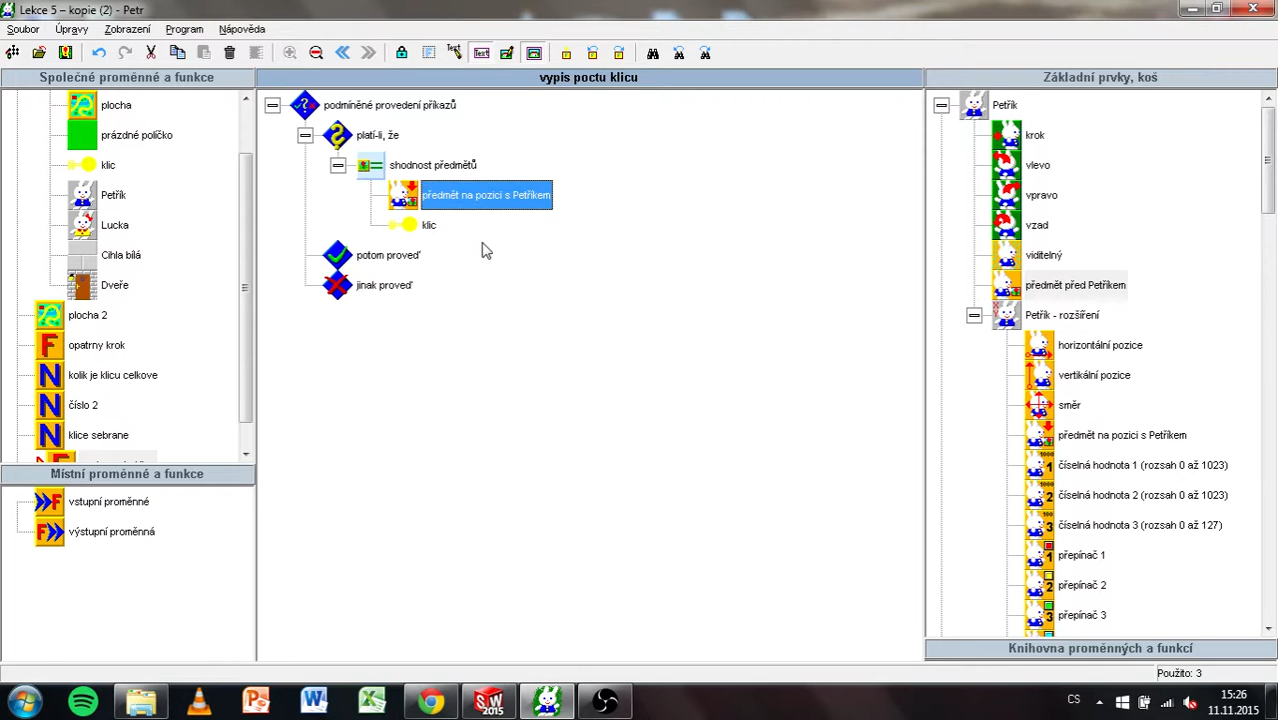 Lekce 5 – kopie (2) - Petr
Soubor Úpravy Zobrazení Program Nápověda
Společné proměnné a funkce
plocha
prázdné políčko
klic
Petřík
Lucka
Cihla bílá
Dveře
plocha 2
opatrny krok
kolik je klicu celkove
číslo 2
klice sebrane
Místní proměnné a funkce
vstupní proměnné
výstupní proměnná
vypis poctu klicu
podmíněné provedení příkazů
platí-li, že
shodnost předmětů
předmět na pozici s Petříkem
klic
potom proveď
jinak proveď
Základní prvky, koš
Petřík
krok
vlevo
vpravo
vzad
viditelný
předmět před Petříkem
Petřík - rozšíření
horizontální pozice
vertikální pozice
směr
předmět na pozici s Petříkem
číselná hodnota 1 (rozsah 0 až 1023)
číselná hodnota 2 (rozsah 0 až 1023)
číselná hodnota 3 (rozsah 0 až 127)
přepínač 1
přepínač 2
přepínač 3
Knihovna proměnných a funkcí
Použito: 3
CS
15:26
11.11.2015